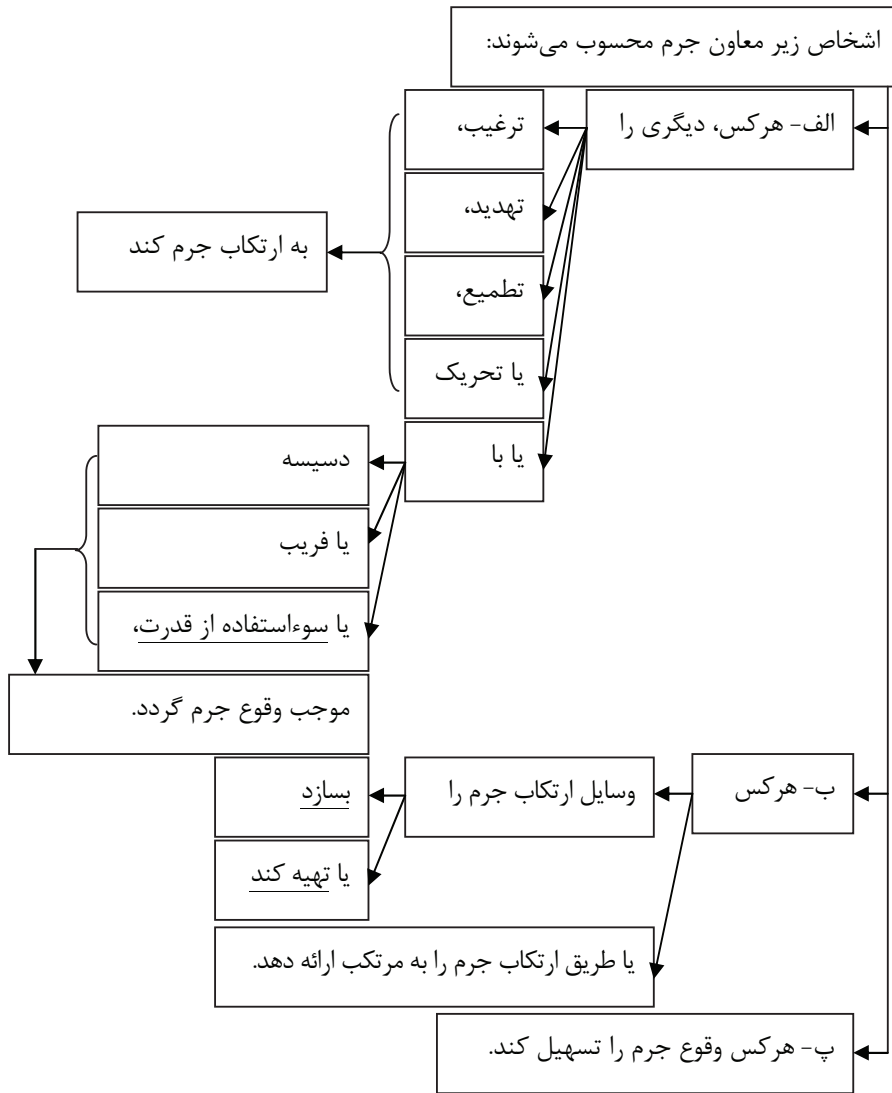 اشخاص زیر معاون جرم محسوب می‌شوند:
الف- هرکس، دیگری را
ترغیب،
تهدید،
تطمیع،
یا تحریک
به ارتکاب جرم کند
یا با
دسیسه
یا فریب
یا سوءاستفاده از قدرت،
موجب وقوع جرم گردد.
ب- هرکس
وسایل ارتکاب جرم را
بسازد
یا تهیه کند
یا طریق ارتکاب جرم را به مرتکب ارائه دهد.
پ- هرکس وقوع جرم را تسهیل کند.